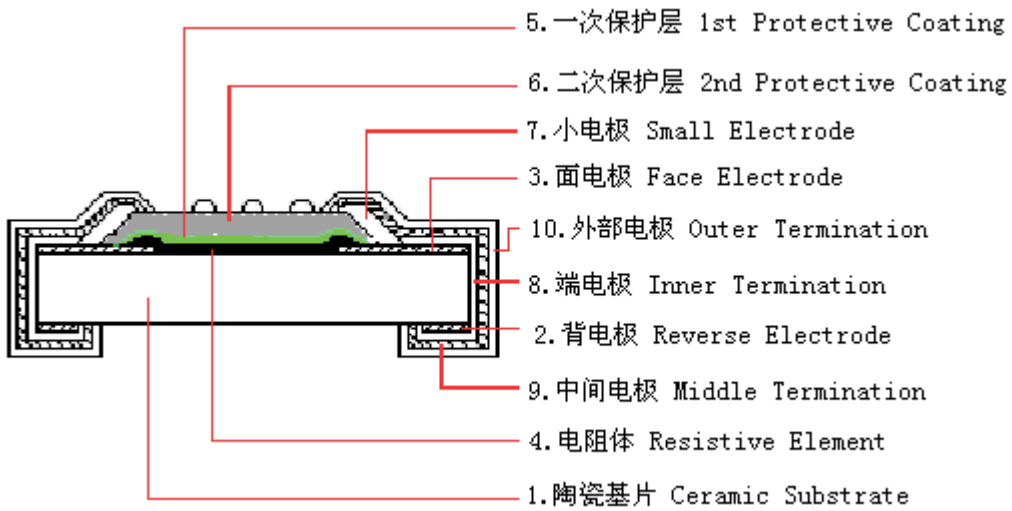 5.一次保护层 1st Protective Coating
6.二次保护层 2nd Protective Coating
7.小电极 Small Electrode
3.面电极 Face Electrode
10.外部电极 Outer Termination
8.端电极 Inner Termination
2.背电极 Reverse Electrode
9.中间电极 Middle Termination
4.电阻体 Resistive Element
1.陶瓷基片 Ceramic Substrate